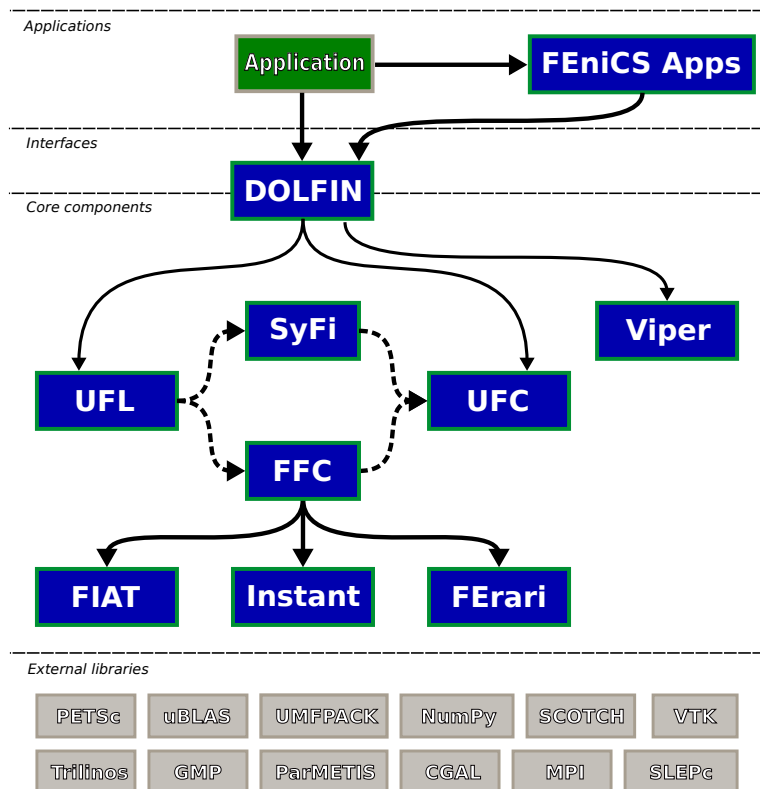 Applications
Application
FEniCS Apps
Interfaces
DOLFIN
Core components
SyFi
Viper
UFL
UFC
FFC
FIAT
Instant
FErari
External libraries
PETSc
uBLAS
UMFPACK
NumPy
SCOTCH
VTK
Trilinos
GMP
ParMETIS
CGAL
MPI
SLEPc